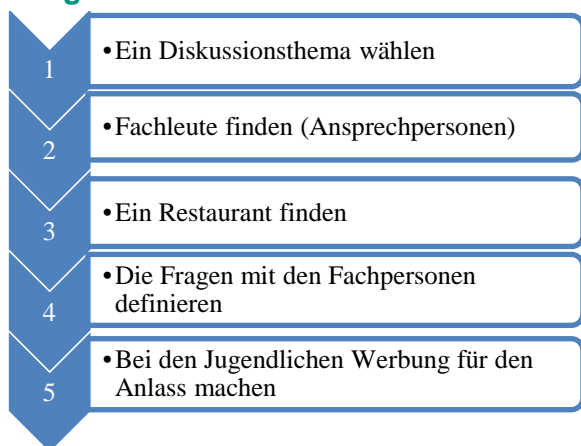 1
•Ein Diskussionsthema wählen
2
•Fachleute finden (Ansprechpersonen)
3
•Ein Restaurant finden
4
•Die Fragen mit den Fachpersonen
definieren
5
•Bei den Jugendlichen Werbung für den
Anlass machen